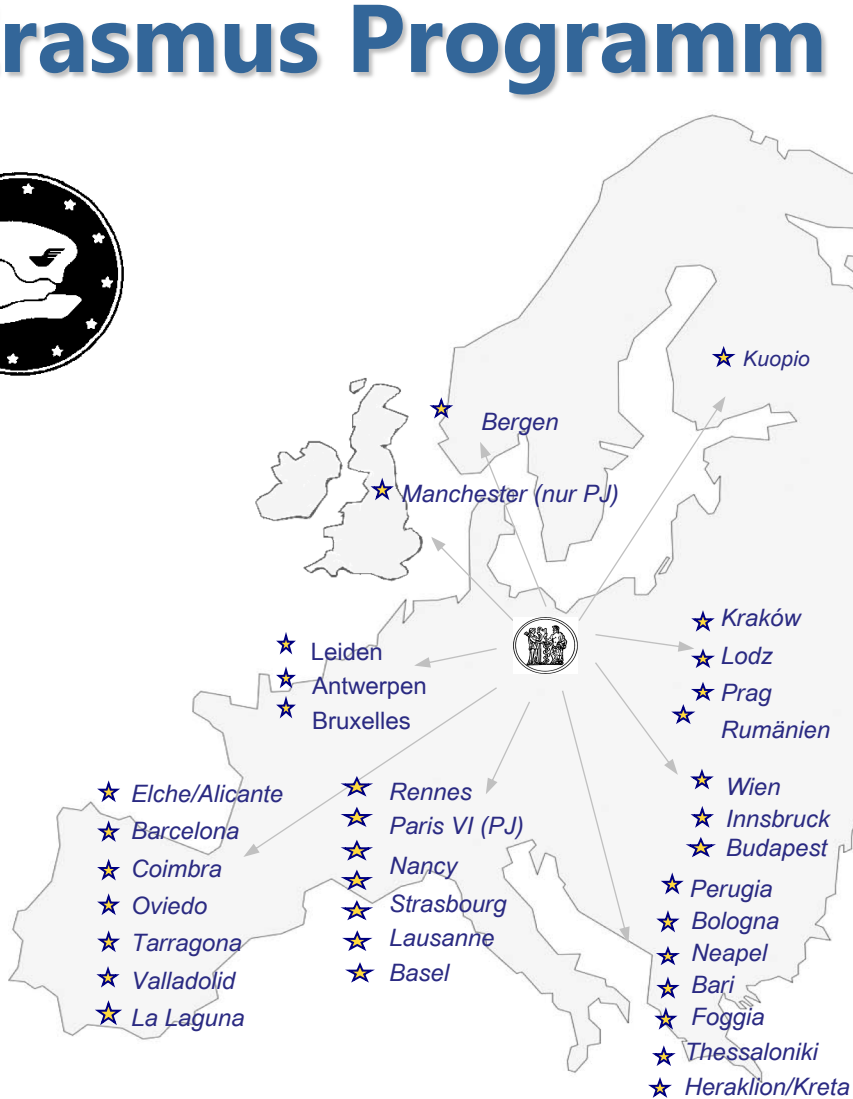 rasmus Programm
Kuopio
Bergen
Manchester (nur PJ)
Leiden
Antwerpen
Bruxelles
Kraków
Lodz
Prag
Rumänien
Elche/Alicante
Barcelona
Coimbra
Oviedo
Tarragona
Valladolid
La Laguna
Rennes
Paris VI (PJ)
Nancy
Strasbourg
Lausanne
Basel
Wien
Innsbruck
Budapest
Perugia
Bologna
Neapel
Bari
Foggia
Thessaloniki
Heraklion/Kreta